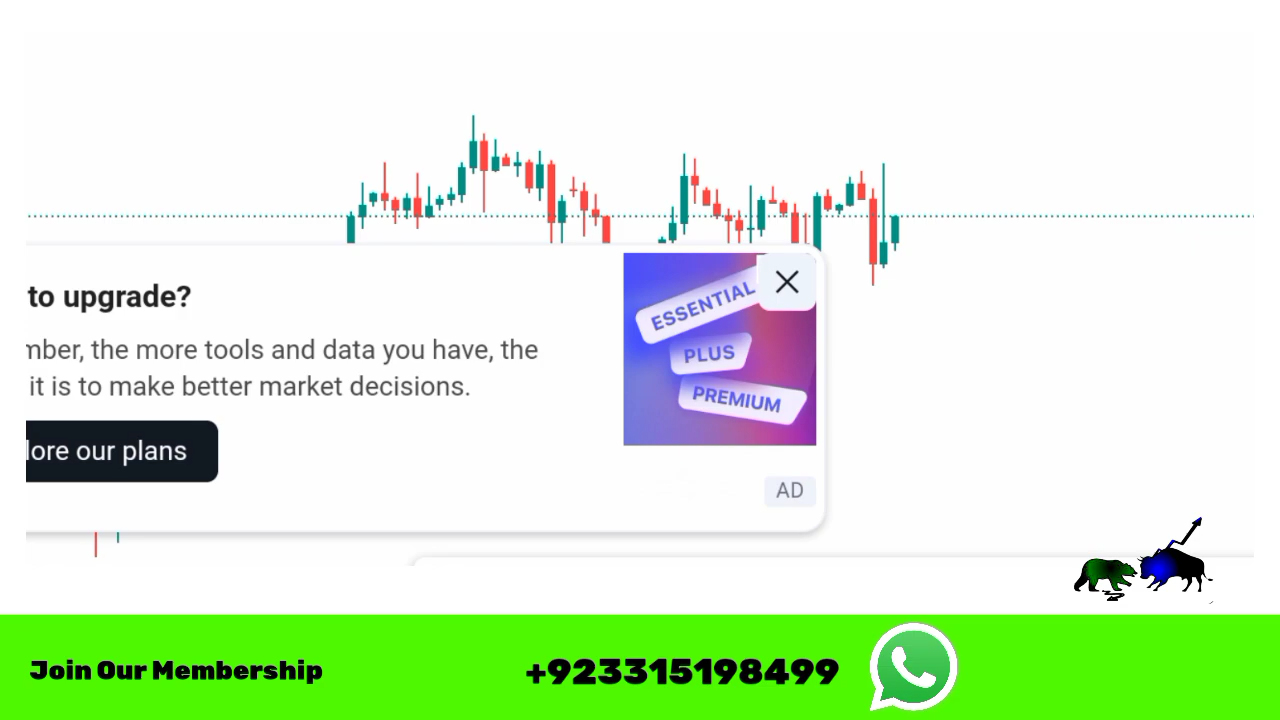 to upgrade?
mber, the more tools and data you have, the
it is to make better market decisions.
lore our plans
ESSENTIAL
PLUS
PREMIUM
AD
Join Our Membership
+923315198499